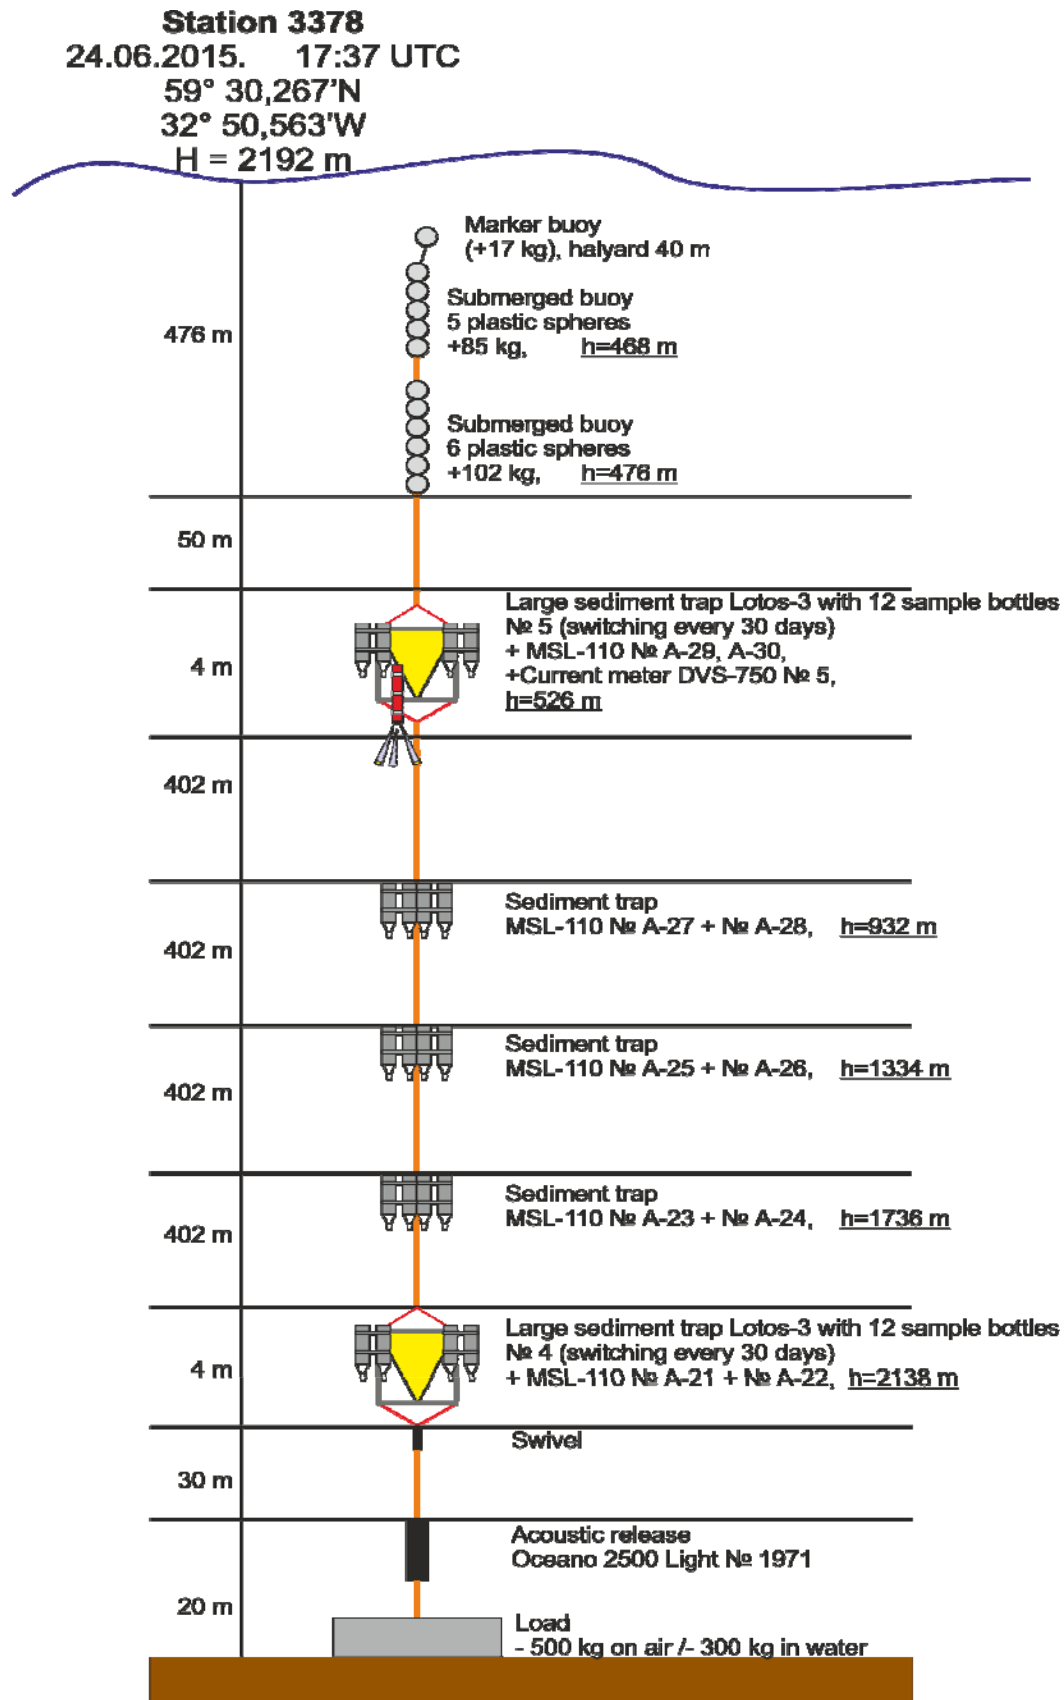 Station 3378
24.06.2015. 17:37 UTC
59° 30,267'N
32° 50,563'W
H = 2192 m
Marker buoy
(+17 kg), halyard 40 m
Submerged buoy
5 plastic spheres
+85 kg, h=468 m
476 m
Submerged buoy
6 plastic spheres
+102 kg, h=476 m
50 m
Large sediment trap Lotos-3 with 12 sample bottles
№ 5 (switching every 30 days)
+ MSL-110 № A-29, A-30,
+Current meter DVS-750 № 5,
h=526 m
4 m
402 m
Sediment trap
MSL-110 № A-27 + № A-28, h=932 m
402 m
Sediment trap
MSL-110 № A-25 + № A-26, h=1334 m
402 m
Sediment trap
MSL-110 № A-23 + № A-24, h=1736 m
402 m
Large sediment trap Lotos-3 with 12 sample bottles
№ 4 (switching every 30 days)
+ MSL-110 № A-21 + № A-22, h=2138 m
4 m
Swivel
30 m
Acoustic release
Oceano 2500 Light № 1971
20 m
Load
- 500 kg on air /- 300 kg in water